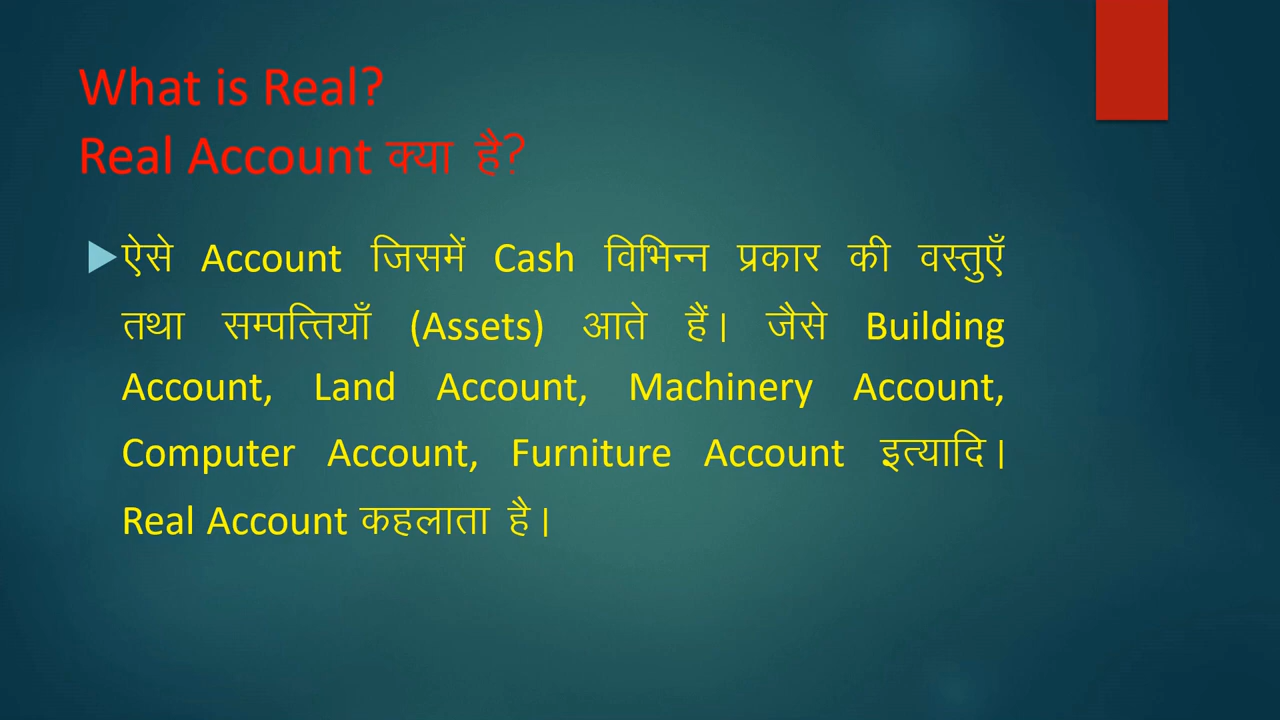 What is Real?
Real Account क्या है?
ऐसे Account जिसमें Cash विभिन्न प्रकार की वस्तुएँ
तथा सम्पत्तियाँ (Assets) आते हैं। जैसे Building
Account, Land Account, Machinery Account,
Computer Account, Furniture Account इत्यादि।
Real Account कहलाता है।